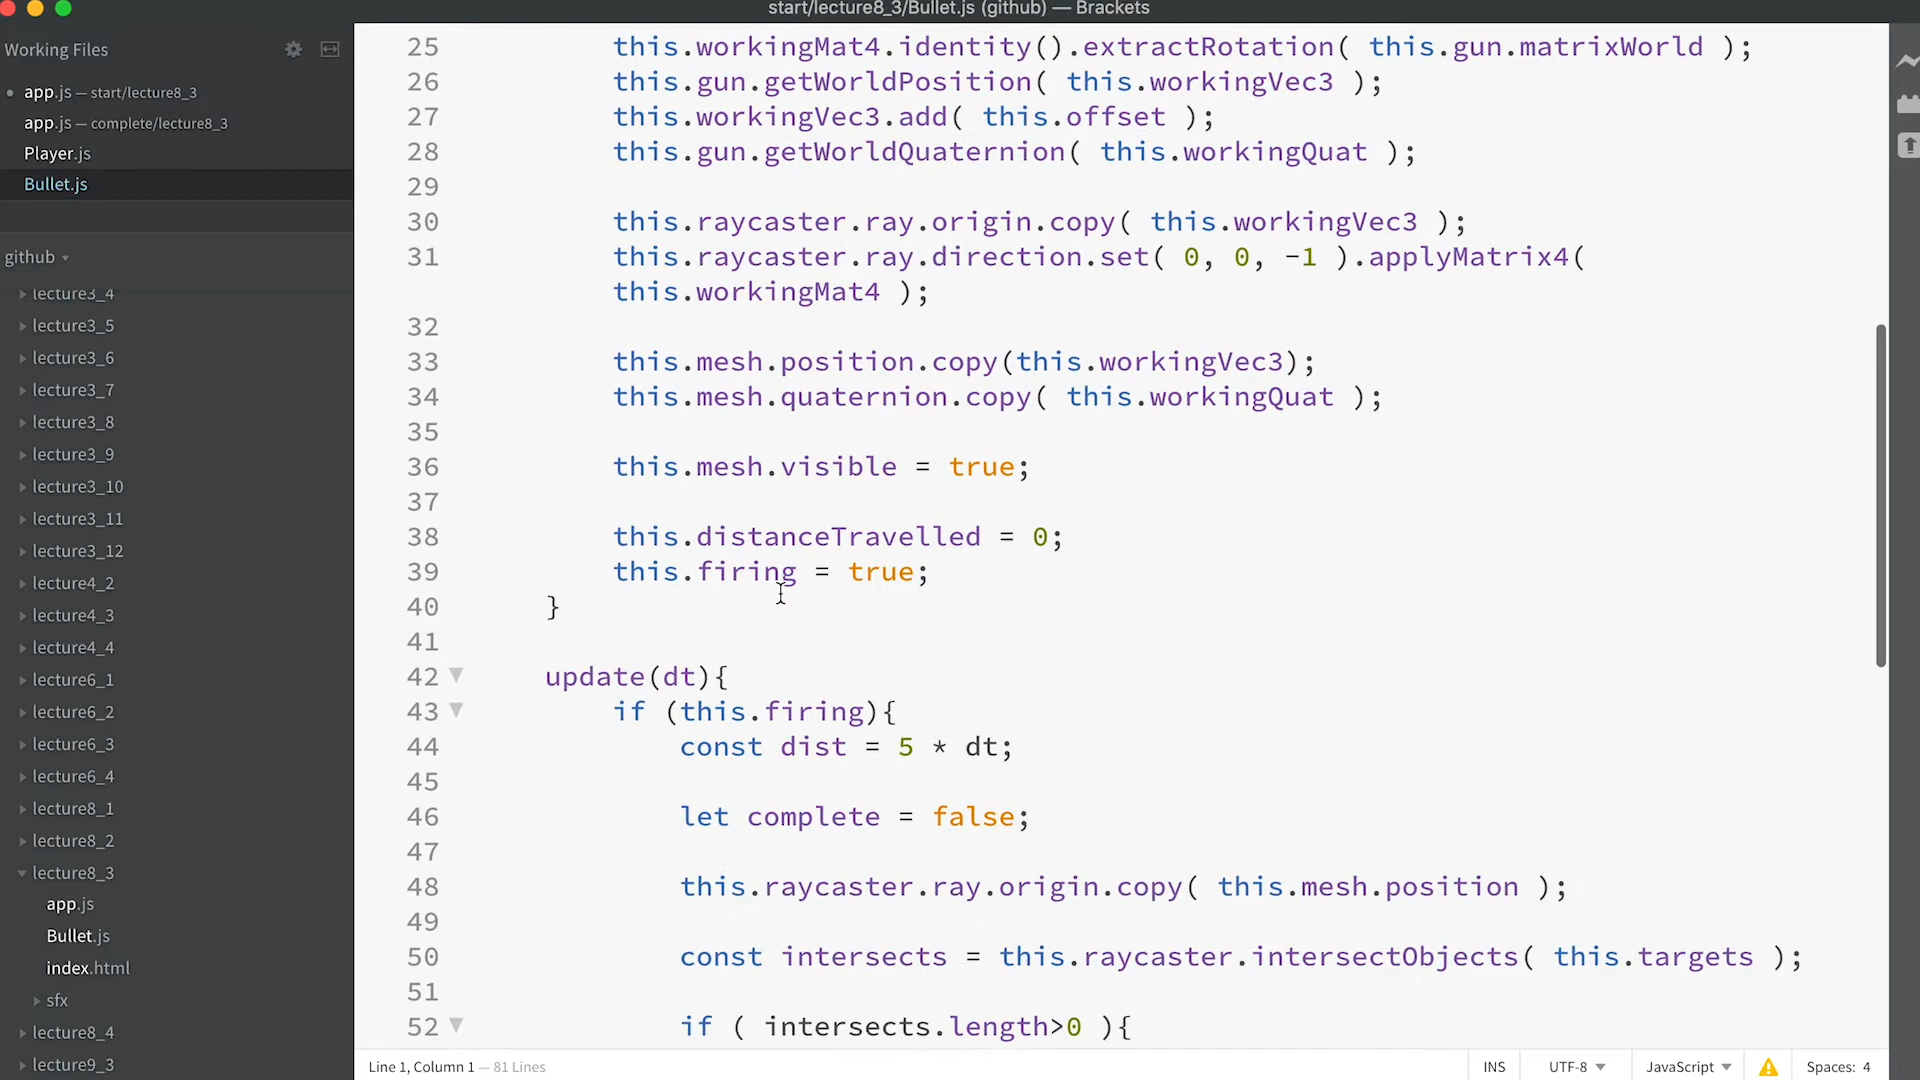 start/lecture8_3/Bullet.js (github) — Brackets
Working Files
• app.js — start/lecture8_3
app.js — complete/lecture8_3
Player.js
Bullet.js
github
lecture3_4
lecture3_5
lecture3_6
lecture3_7
lecture3_8
lecture3_9
lecture3_10
lecture3_11
lecture3_12
lecture4_2
lecture4_3
lecture4_4
lecture6_1
lecture6_2
lecture6_3
lecture6_4
lecture8_1
lecture8_2
lecture8_3
app.js
Bullet.js
index.html
sfx
lecture8_4
lecture9_3
25 this.workingMat4.identity().extractRotation( this.gun.matrixWorld );
26 this.gun.getWorldPosition( this.workingVec3 );
27 this.workingVec3.add( this.offset );
28 this.gun.getWorldQuaternion( this.workingQuat );
29
30 this.raycaster.ray.origin.copy( this.workingVec3 );
31 this.raycaster.ray.direction.set( 0, 0, -1 ).applyMatrix4(
this.workingMat4 );
32
33 this.mesh.position.copy(this.workingVec3);
34 this.mesh.quaternion.copy( this.workingQuat );
35
36 this.mesh.visible = true;
37
38 this.distanceTravelled = 0;
39 this.firing = true;
40 }
41
42 update(dt){
43 if (this.firing){
44 const dist = 5 * dt;
45
46 let complete = false;
47
48 this.raycaster.ray.origin.copy( this.mesh.position );
49
50 const intersects = this.raycaster.intersectObjects( this.targets );
51
52 if ( intersects.length>0 ){
Line 1, Column 1 — 81 Lines
INS
UTF-8
JavaScript
Spaces: 4